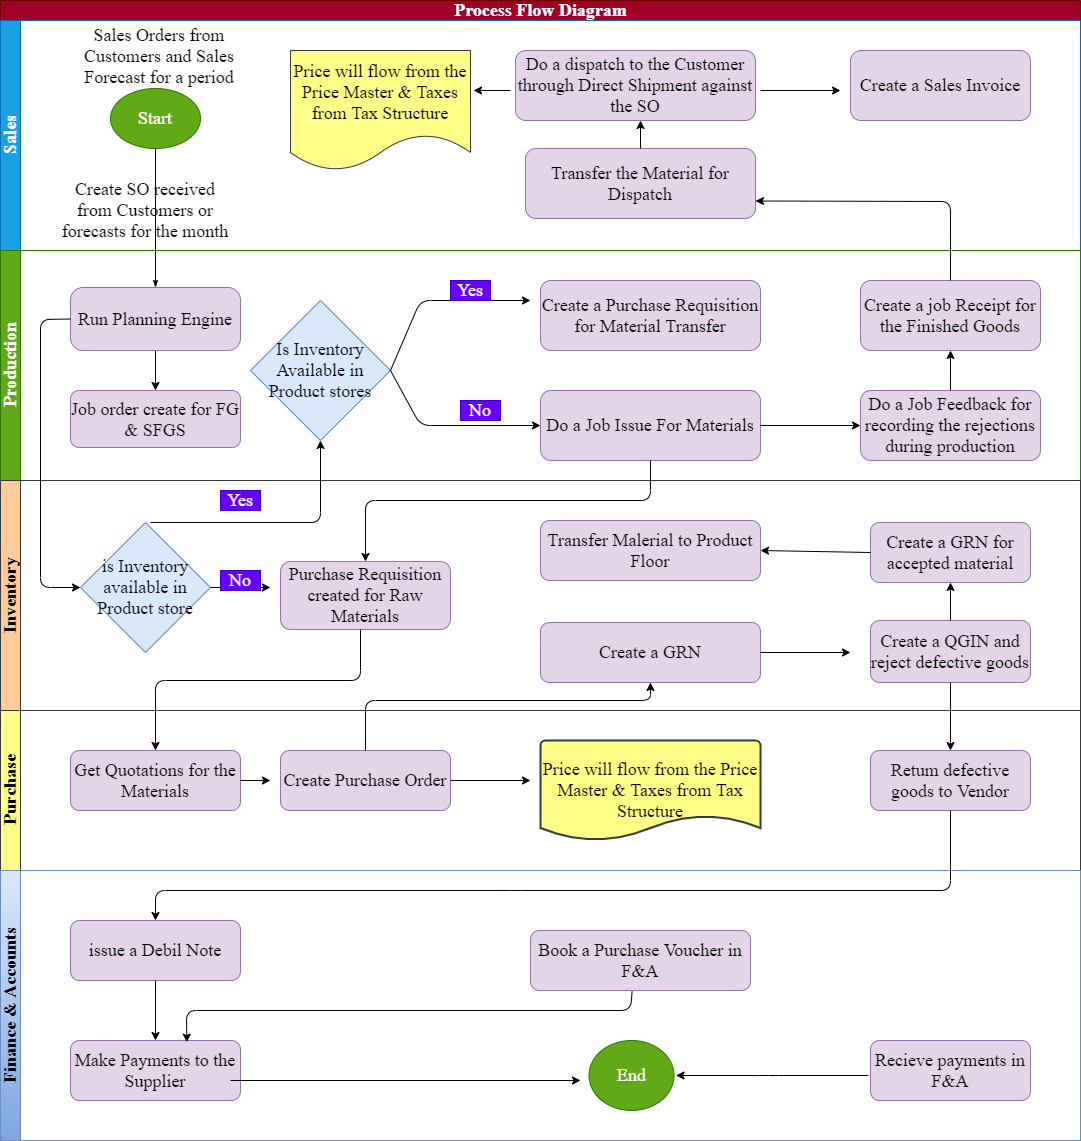 Process Flow Diagram
Sales
Sales Orders from
Customers and Sales
Forecast for a period
Start
Create SO received
from Customers or
forecasts for the month
Price will flow from the
Price Master & Taxes
from Tax Structure
Do a dispatch to the Customer
through Direct Shipment against
the SO
Create a Sales Invoice
Transfer the Material for
Dispatch
Production
Run Planning Engine
Job order create for FG
& SFGS
Is Inventory
Available in
Product stores
Yes
No
Create a Purchase Requisition
for Material Transfer
Do a Job Issue For Materials
Create a job Receipt for
the Finished Goods
Do a Job Feedback for
recording the rejections
during production
Inventory
Yes
is Inventory
available in
Product store
No
Purchase Requisition
created for Raw
Materials
Transfer Malerial to Product
Floor
Create a GRN for
accepted material
Create a GRN
Create a QGIN and
reject defective goods
Purchase
Get Quotations for the
Materials
Create Purchase Order
Price will flow from the Price
Master & Taxes from Tax
Structure
Retum defective
goods to Vendor
Finance & Accounts
issue a Debil Note
Book a Purchase Voucher in
F&A
Make Payments to the
Supplier
End
Recieve payments in
F&A